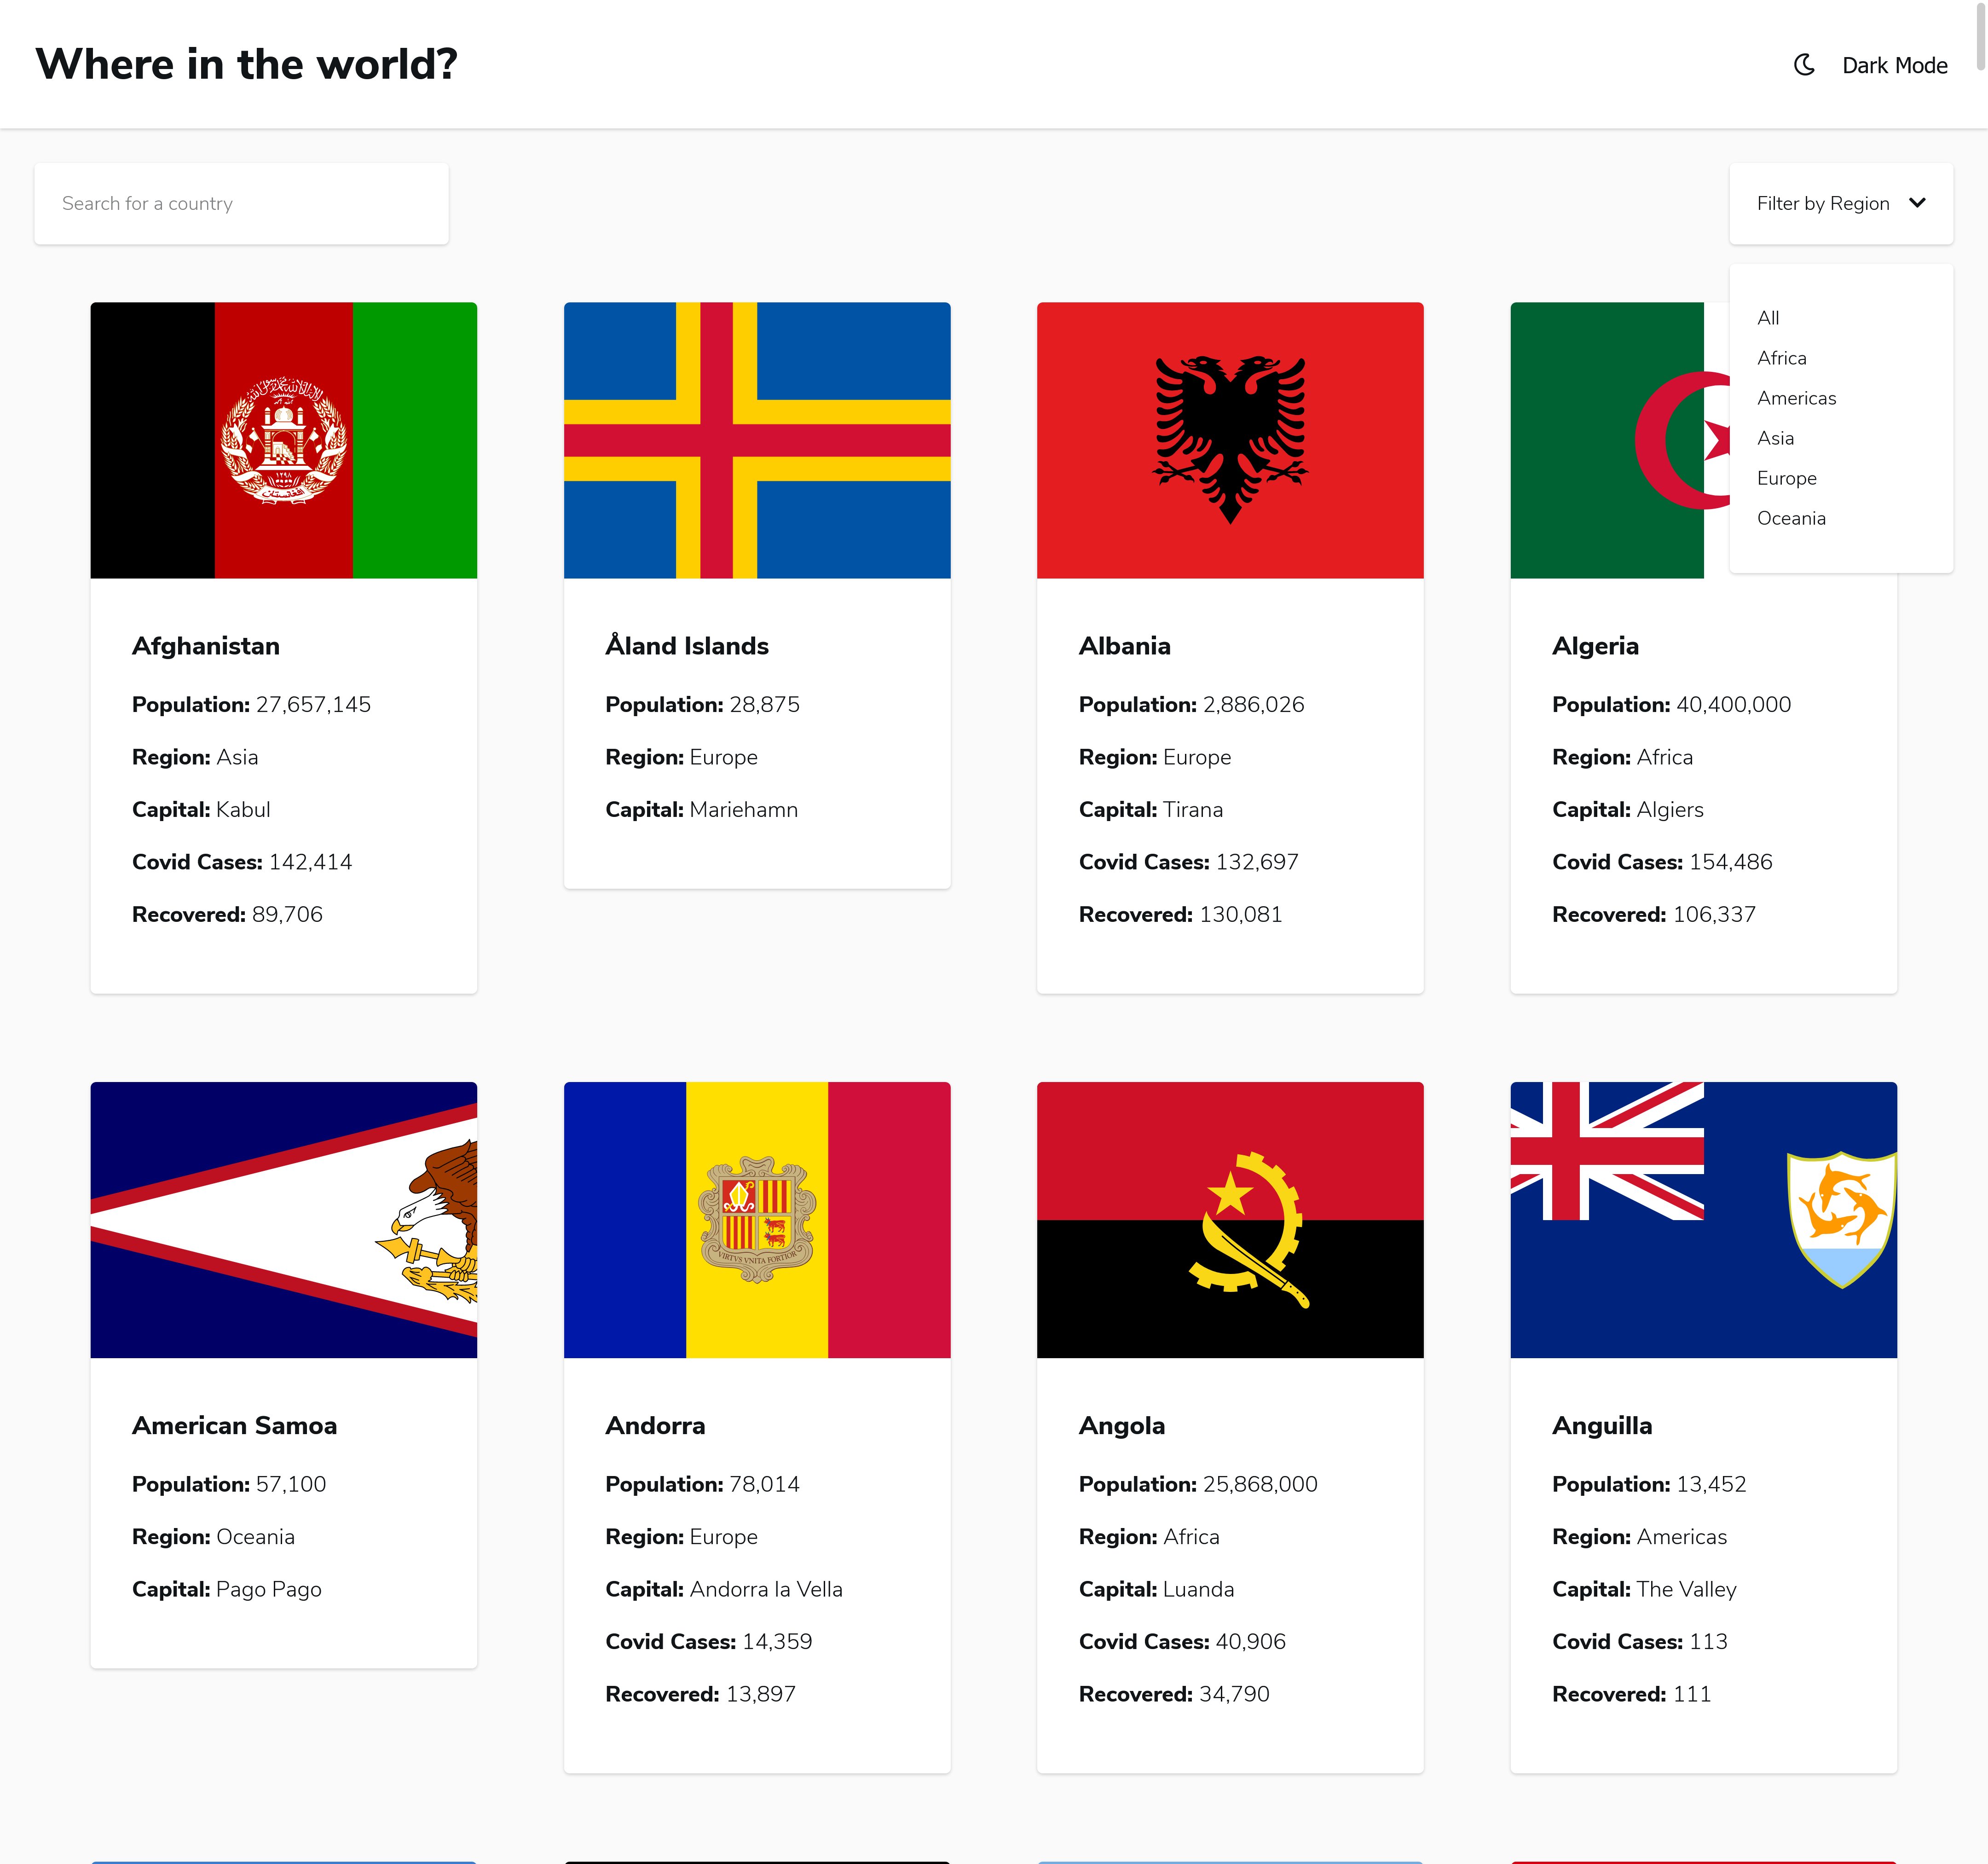 Where in the world?
Dark Mode
Search for a country
Filter by Region
All
Africa
Americas
Asia
Europe
Oceania
Afghanistan
Population: 27,657,145
Region: Asia
Capital: Kabul
Covid Cases: 142,414
Recovered: 89,706
Åland Islands
Population: 28,875
Region: Europe
Capital: Mariehamn
Albania
Population: 2,886,026
Region: Europe
Capital: Tirana
Covid Cases: 132,697
Recovered: 130,081
Algeria
Population: 40,400,000
Region: Africa
Capital: Algiers
Covid Cases: 154,486
Recovered: 106,337
American Samoa
Population: 57,100
Region: Oceania
Capital: Pago Pago
VIRTVS VNITA FORTIOR
Andorra
Population: 78,014
Region: Europe
Capital: Andorra la Vella
Covid Cases: 14,359
Recovered: 13,897
Angola
Population: 25,868,000
Region: Africa
Capital: Luanda
Covid Cases: 40,906
Recovered: 34,790
Anguilla
Population: 13,452
Region: Americas
Capital: The Valley
Covid Cases: 113
Recovered: 111